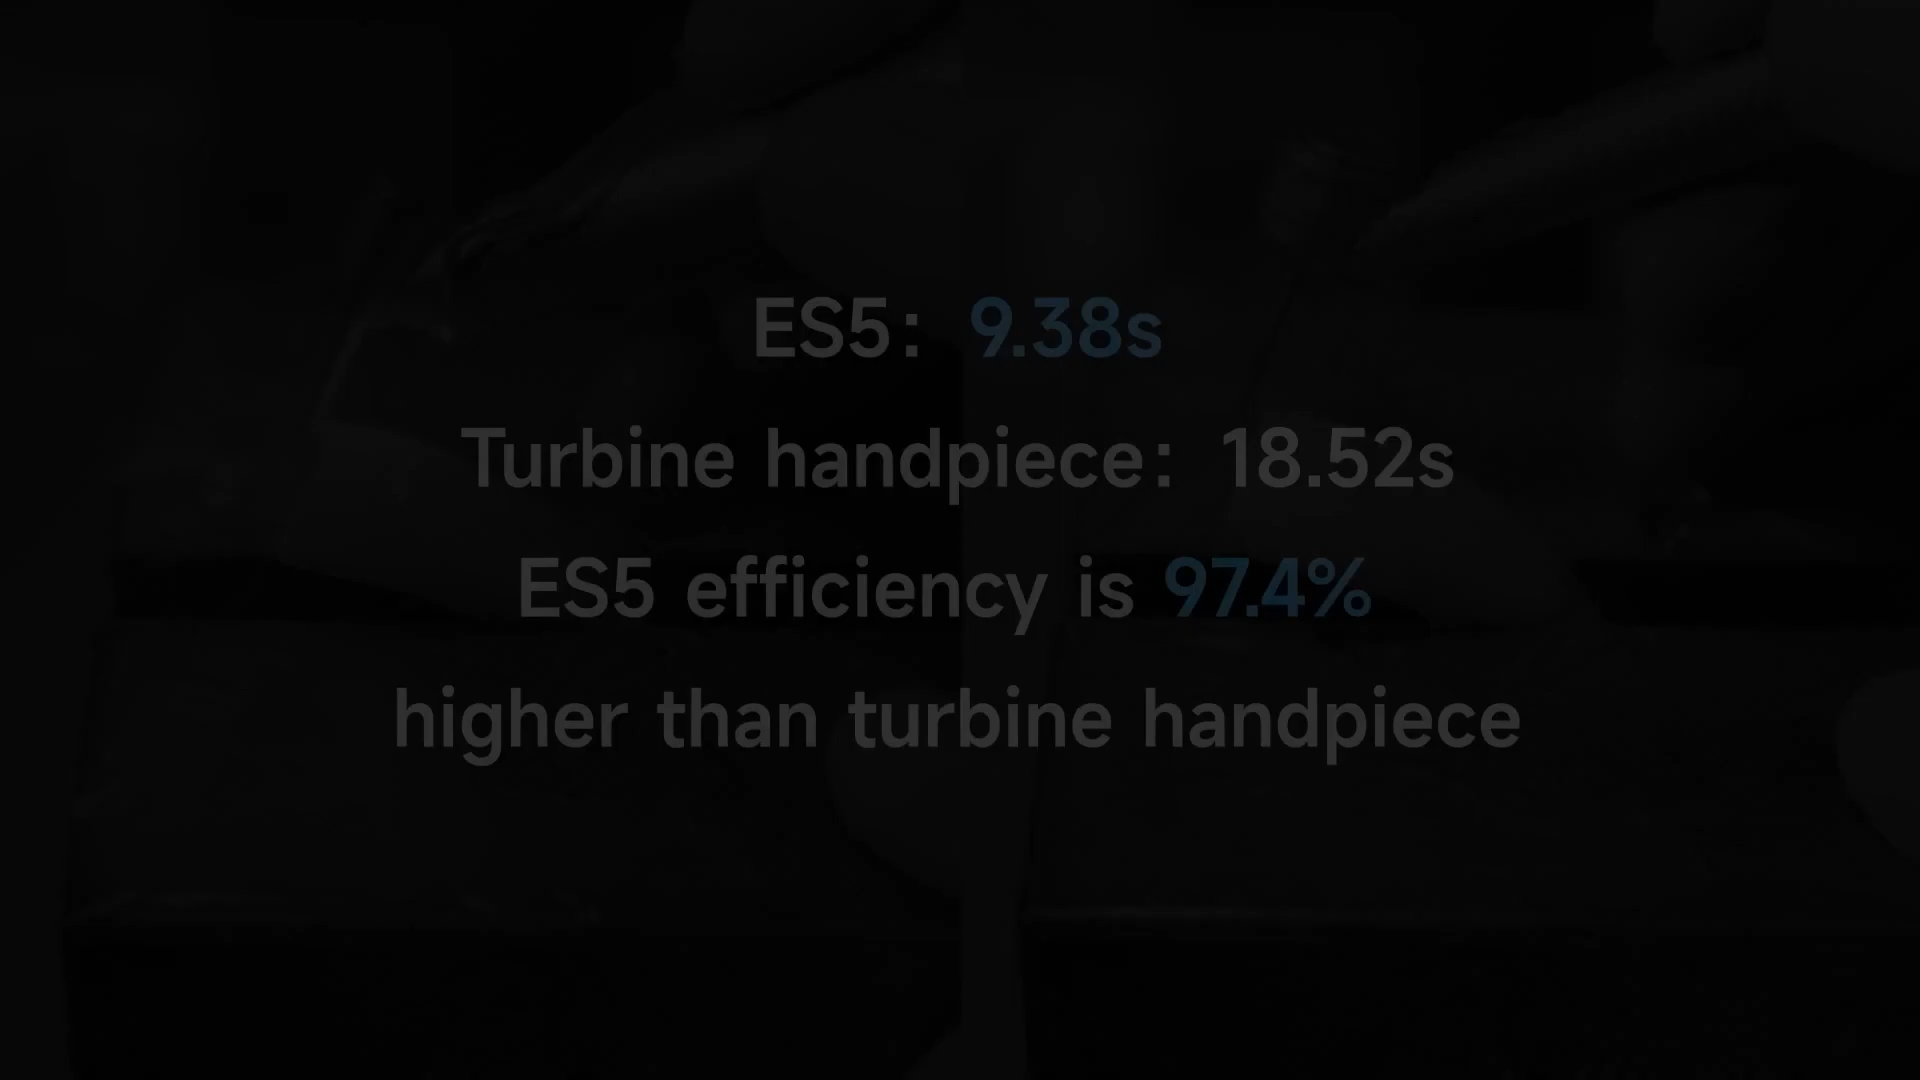 ES5: 9.38s
Turbine handpiece: 18.52s
ES5 efficiency is 97.4%
higher than turbine handpiece